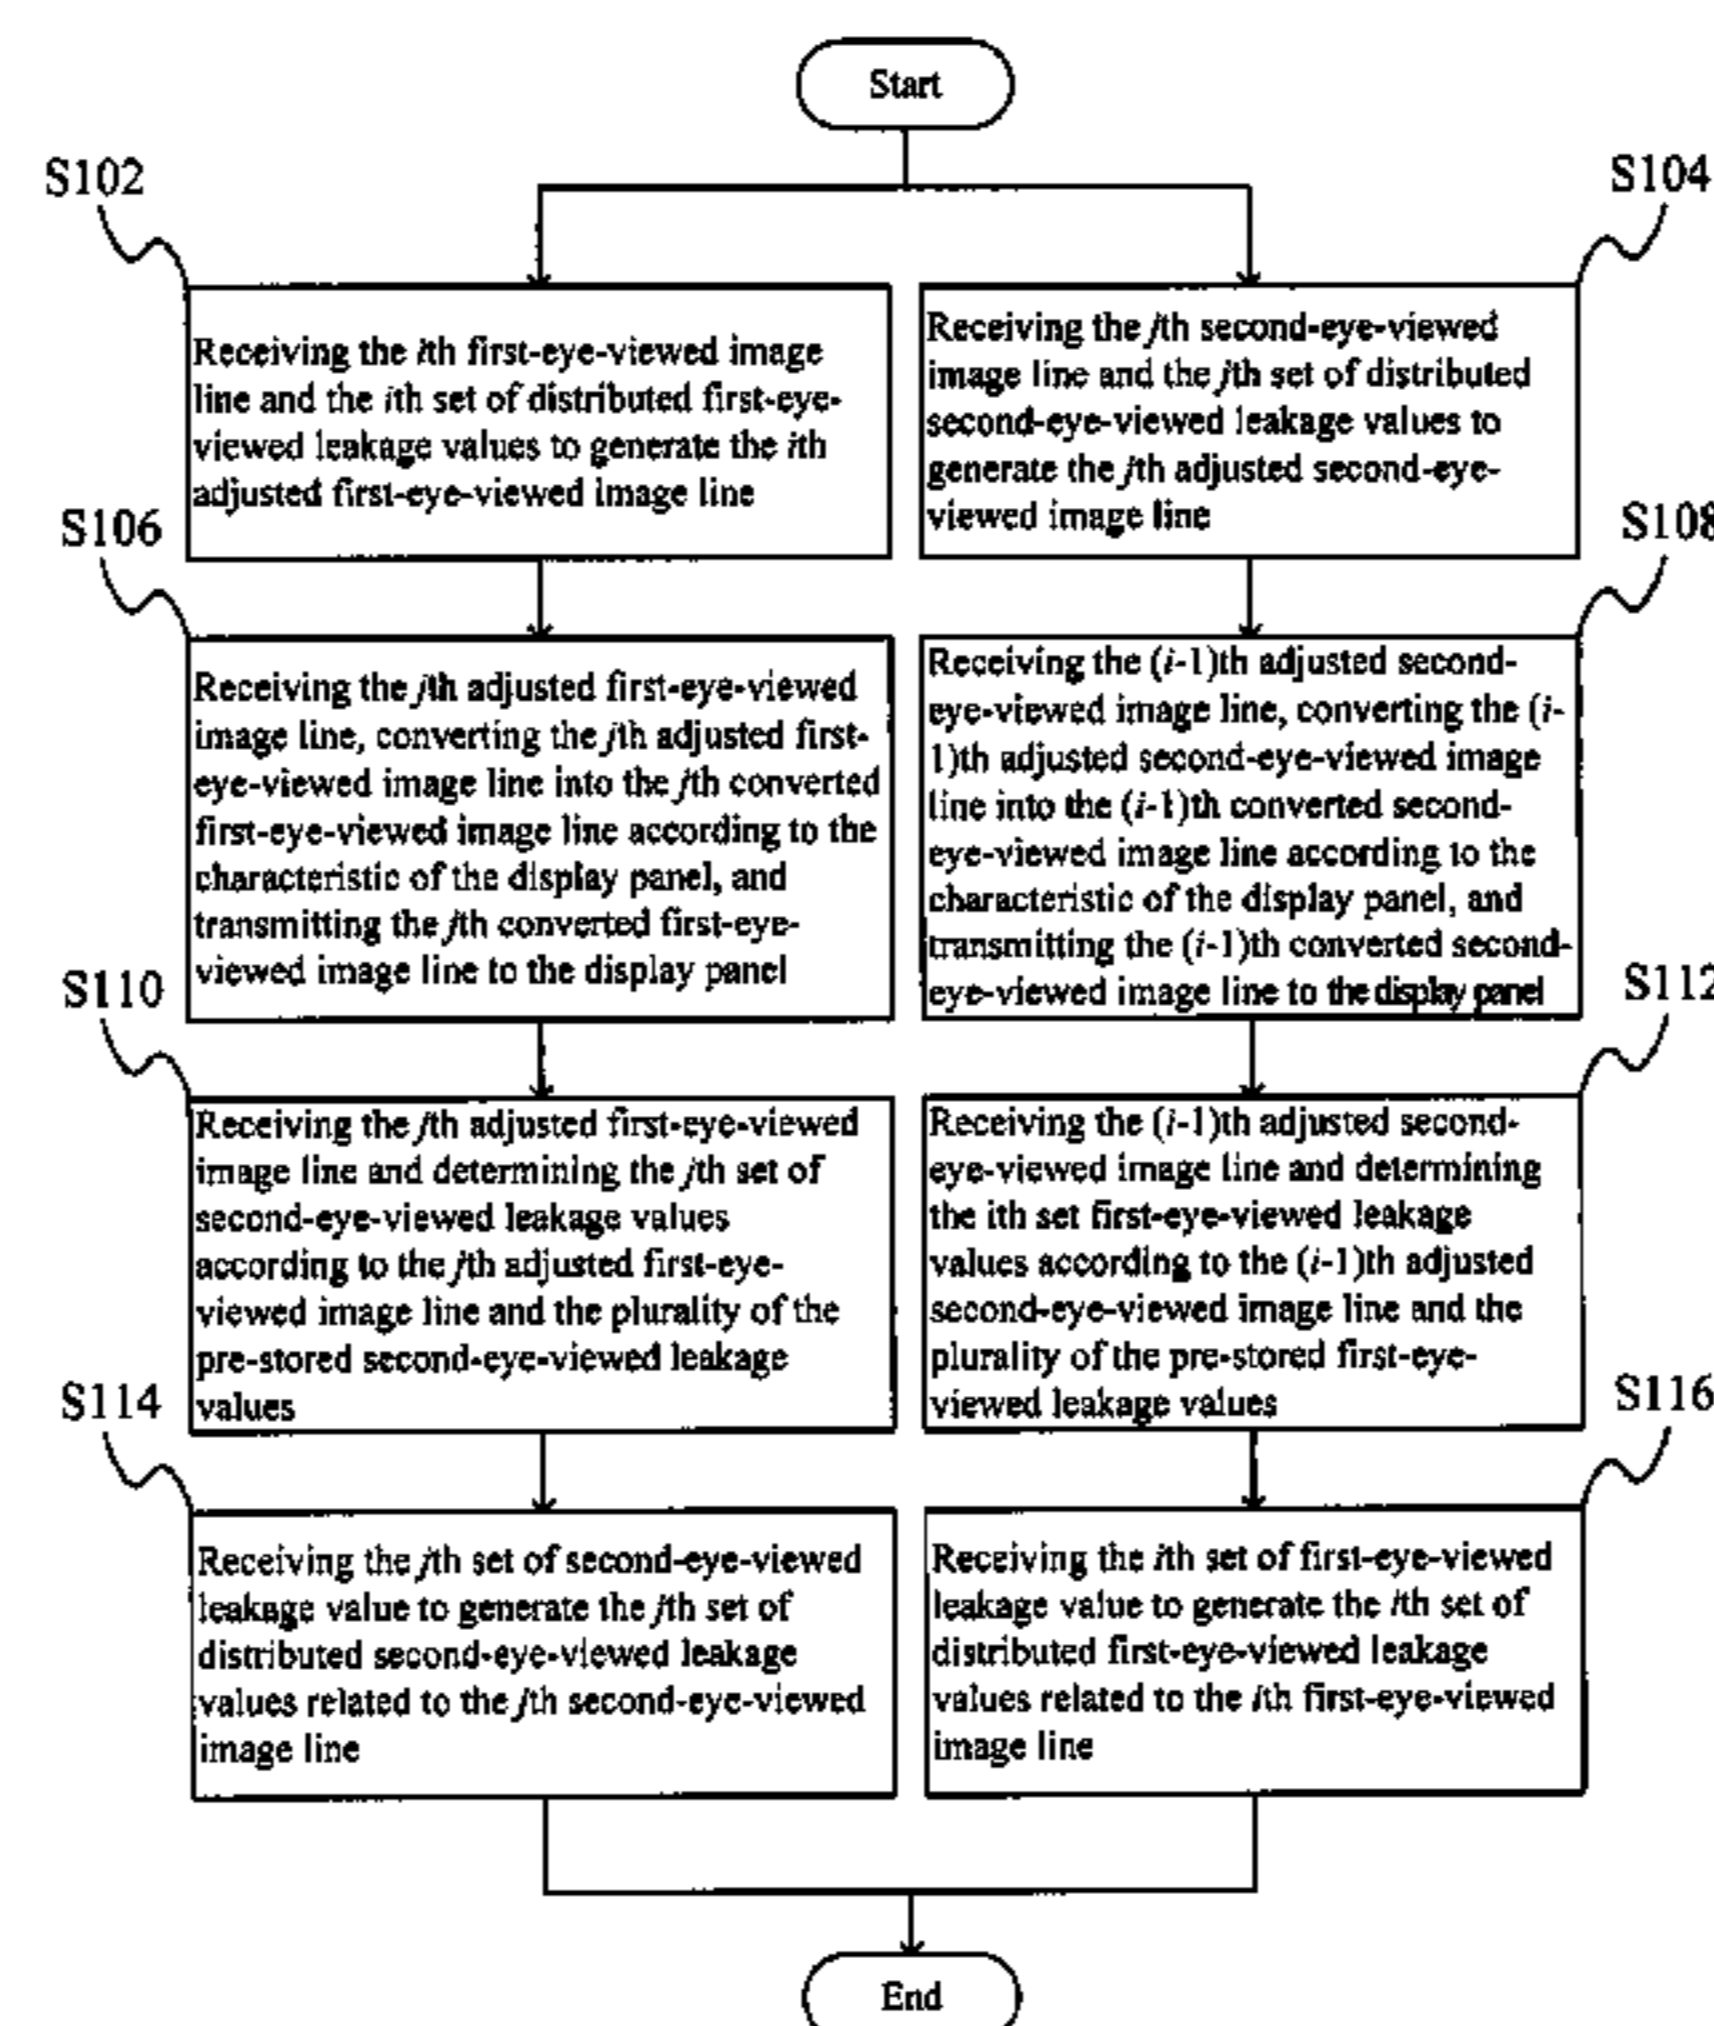 Start
S102
Receiving the ith first-eye-viewed image
line and the ith set of distributed first-eye-
viewed leakage values to generate the ith
adjusted first-eye-viewed image line
S104
Receiving the jth second-eye-viewed
image line and the jth set of distributed
second-eye-viewed leakage values to
generate the jth adjusted second-eye-
viewed image line
S106
Receiving the jth adjusted first-eye-viewed
image line, converting the jth adjusted first-
eye-viewed image line into the jth converted
first-eye-viewed image line according to the
characteristic of the display panel, and
transmitting the jth converted first-eye-
viewed image line to the display panel
S108
Receiving the (i-1)th adjusted second-
eye-viewed image line, converting the (i-
1)th adjusted second-eye-viewed image
line into the (i-1)th converted second-
eye-viewed image line according to the
characteristic of the display panel, and
transmitting the (i-1)th converted second-
eye-viewed image line to the display panel
S110
Receiving the jth adjusted first-eye-viewed
image line and determining the jth set of
second-eye-viewed leakage values
according to the jth adjusted first-eye-
viewed image line and the plurality of the
pre-stored second-eye-viewed leakage
values
S112
Receiving the (i-1)th adjusted second-
eye-viewed image line and determining
the ith set first-eye-viewed leakage
values according to the (i-1)th adjusted
second-eye-viewed image line and the
plurality of the pre-stored first-eye-
viewed leakage values
S114
Receiving the jth set of second-eye-viewed
leakage value to generate the jth set of
distributed second-eye-viewed leakage
values related to the jth second-eye-viewed
image line
S116
Receiving the ith set of first-eye-viewed
leakage value to generate the ith set of
distributed first-eye-viewed leakage
values related to the ith first-eye-viewed
image line
End